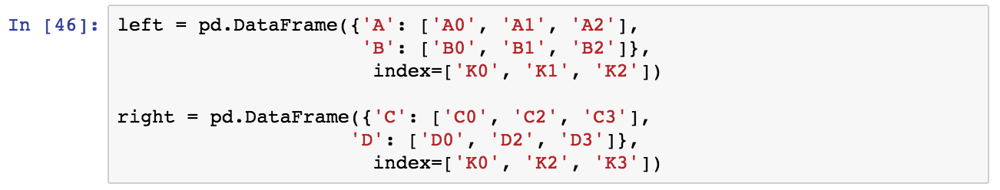 In [46]: left = pd.DataFrame({'A': ['A0', 'A1', 'A2'],
'B': ['B0', 'B1', 'B2']},
index=['K0', 'K1', 'K2'])
right = pd.DataFrame({'C': ['C0', 'C2', 'C3'],
'D': ['D0', 'D2', 'D3']},
index=['K0', 'K2', 'K3'])